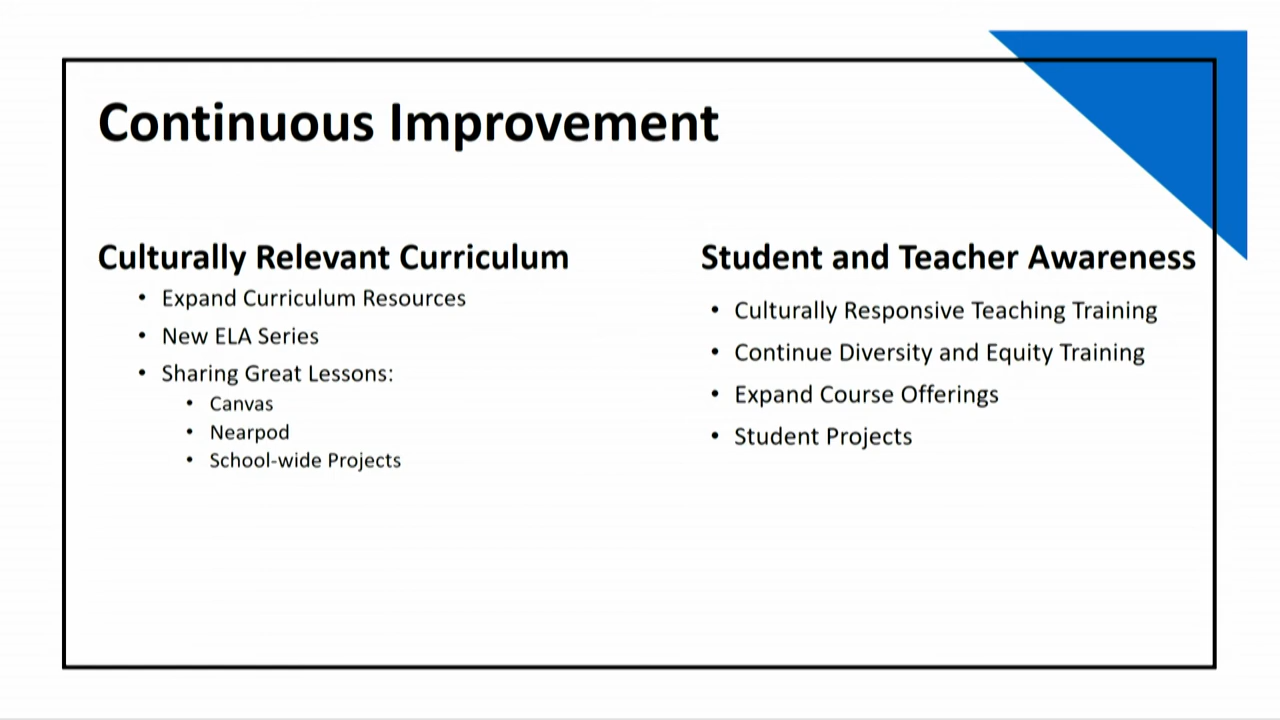 Continuous Improvement
Culturally Relevant Curriculum
• Expand Curriculum Resources
• New ELA Series
• Sharing Great Lessons:
• Canvas
• Nearpod
• School-wide Projects
Student and Teacher Awareness
• Culturally Responsive Teaching Training
• Continue Diversity and Equity Training
• Expand Course Offerings
• Student Projects